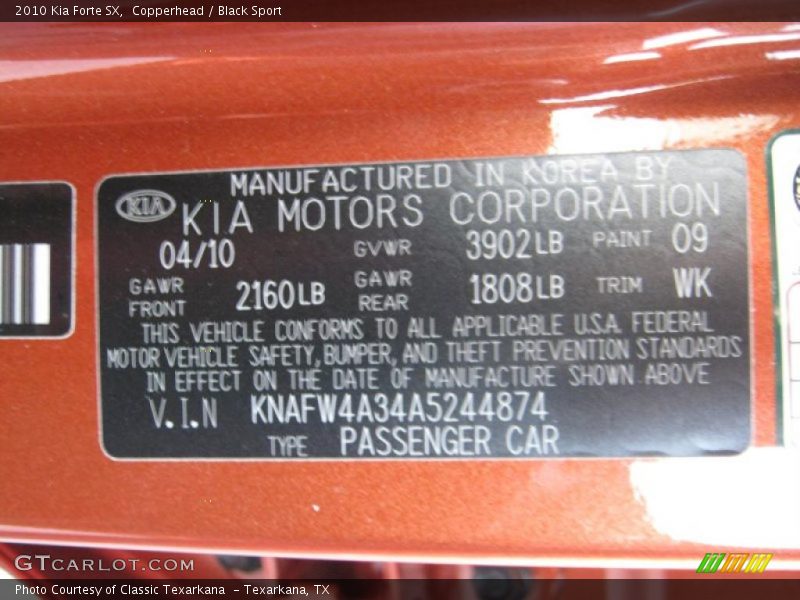 2010 Kia Forte SX, Copperhead / Black Sport
MANUFACTURED IN KOREA BY
KIA KIA MOTORS CORPORATION
04/10 GVWR 3902LB PAINT 09
GAWR FRONT 2160LB GAWR REAR 1808LB TRIM WK
THIS VEHICLE CONFORMS TO ALL APPLICABLE U.S.A. FEDERAL
MOTOR VEHICLE SAFETY, BUMPER, AND THEFT PREVENTION STANDARDS
IN EFFECT ON THE DATE OF MANUFACTURE SHOWN ABOVE
V.I.N KNAFW4A34A5244874
TYPE PASSENGER CAR
GTCARLOT.COM
Photo Courtesy of Classic Texarkana - Texarkana, TX